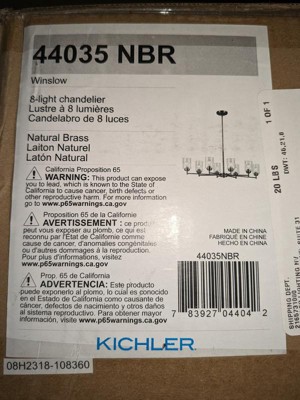 44035 NBR
Winslow
8-light chandelier
Lustre à 8 lumières
Candelabro de 8 luces
Natural Brass
Laiton Naturel
Latón Natural
California Proposition 65
WARNING: This product can expose
you to lead, which is known to the State
of California to cause cancer, birth defects or
other reproductive harm. For more information
go to www.p65warnings.ca.gov
Proposition 65 de la Californie
AVERTISSEMENT : ce produit
peut vous exposer au plomb, ce qui est
reconnu par l'État de Californie comme
cause de cancer, d'anomalies congénitales
ou d'autres dommages à la reproduction.
Pour plus d'informations, visitez
www.p65warnings.ca.gov
Prop. 65 de California
ADVERTENCIA: Este producto
puede exponerlo al plomo, lo cual es conocido
en el Estado de California como causante de
cáncer, defectos de nacimiento y otros daños
al sistema reproductivo. Para obtener mayor
información, visite www.p65warnings.ca.gov
MADE IN CHINA
FABRIQUÉ EN CHINE
HECHO EN CHINA
44035NBR
7 83927 04404 2
KICHLER
08H2318-108360
20 LBS
DWT: 40,21,8
1 OF 1
SHIPPING DEPT.